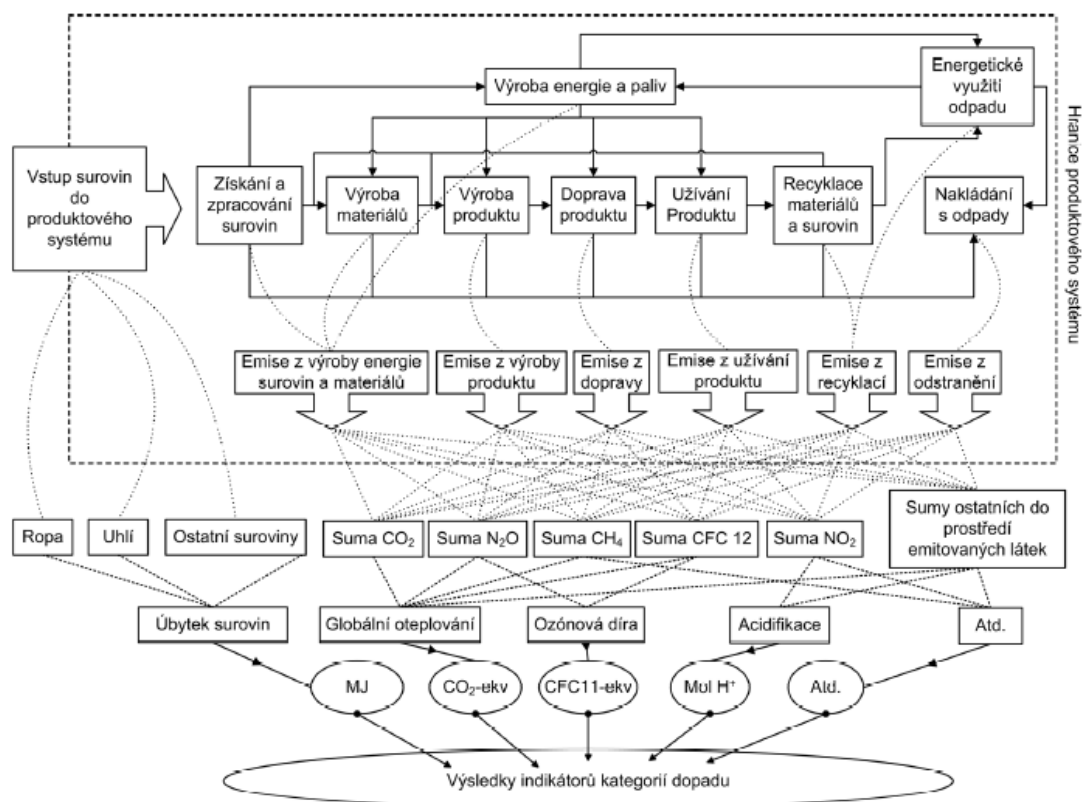 Energetické
využití
odpadu
Výroba energie a paliv
Hranice produktového systému
Vstup surovin
do
produktového
systému
Získání a
zpracování
surovin
Výroba
materiálů
Výroba
produktu
Doprava
produktu
Užívání
Produktu
Recyklace
materiálů
a surovin
Nakládání
s odpady
Emise z výroby energie
surovin a materiálů
Emise z výroby
produktu
Emise z
dopravy
Emise z užívání
produktu
Emise z
recyklací
Emise z
odstranění
Ropa
Uhlí
Ostatní suroviny
Suma CO₂
Suma N₂O
Suma CH₄
Suma CFC 12
Suma NO₂
Sumy ostatních do
prostředí
emitovaných látek
Úbytek surovin
Globální oteplování
Ozónová díra
Acidifikace
Atd.
MJ
CO₂-ekv
CFC11-ekv
Mol H⁺
Atd.
Výsledky indikátorů kategorií dopadu